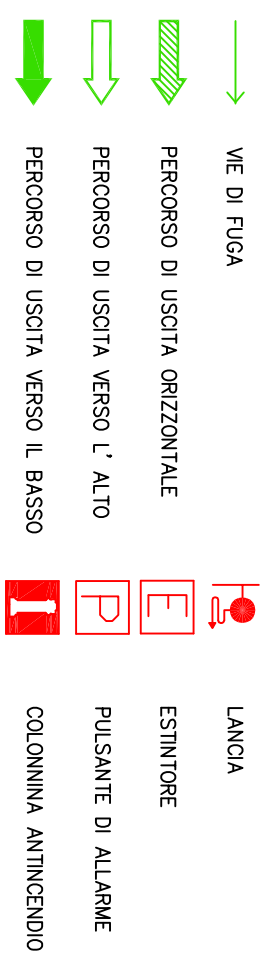 VIE DI FUGA
PERCORSO DI USCITA ORIZZONTALE
PERCORSO DI USCITA VERSO L' ALTO
PERCORSO DI USCITA VERSO IL BASSO
LANCIA
E ESTINTORE
P PULSANTE DI ALLARME
I COLONNINA ANTINCENDIO